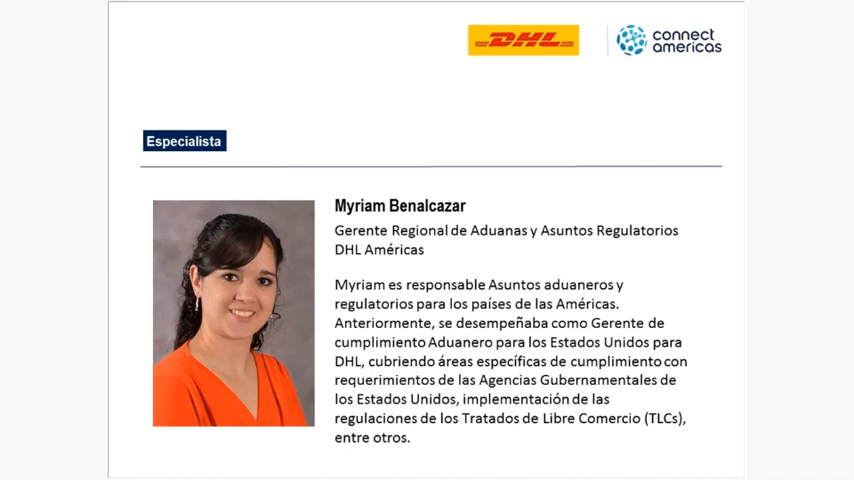 DHL
connect
americas
Especialista
Myriam Benalcazar
Gerente Regional de Aduanas y Asuntos Regulatorios
DHL Américas
Myriam es responsable Asuntos aduaneros y
regulatorios para los países de las Américas.
Anteriormente, se desempeñaba como Gerente de
cumplimiento Aduanero para los Estados Unidos para
DHL, cubriendo áreas específicas de cumplimiento con
requerimientos de las Agencias Gubernamentales de
los Estados Unidos, implementación de las
regulaciones de los Tratados de Libre Comercio (TLCs),
entre otros.